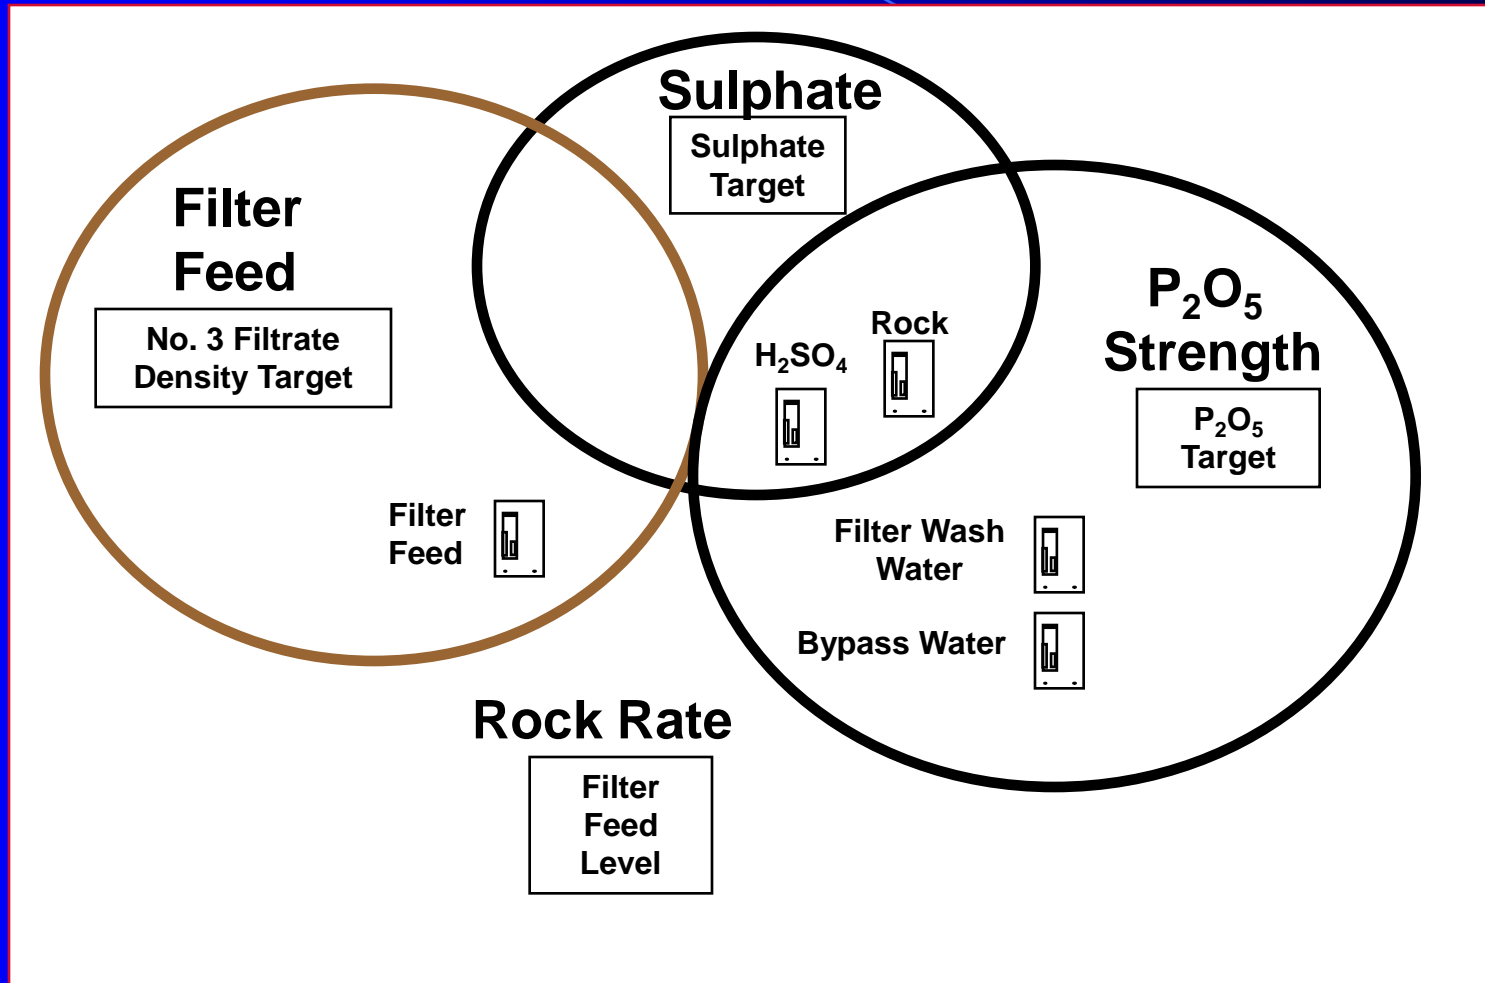 Sulphate
Sulphate
Target
Filter
Feed
No. 3 Filtrate
Density Target
P₂O₅
Strength
P₂O₅
Target
Rock
H₂SO₄
Filter
Feed
Filter Wash
Water
Bypass Water
Rock Rate
Filter
Feed
Level